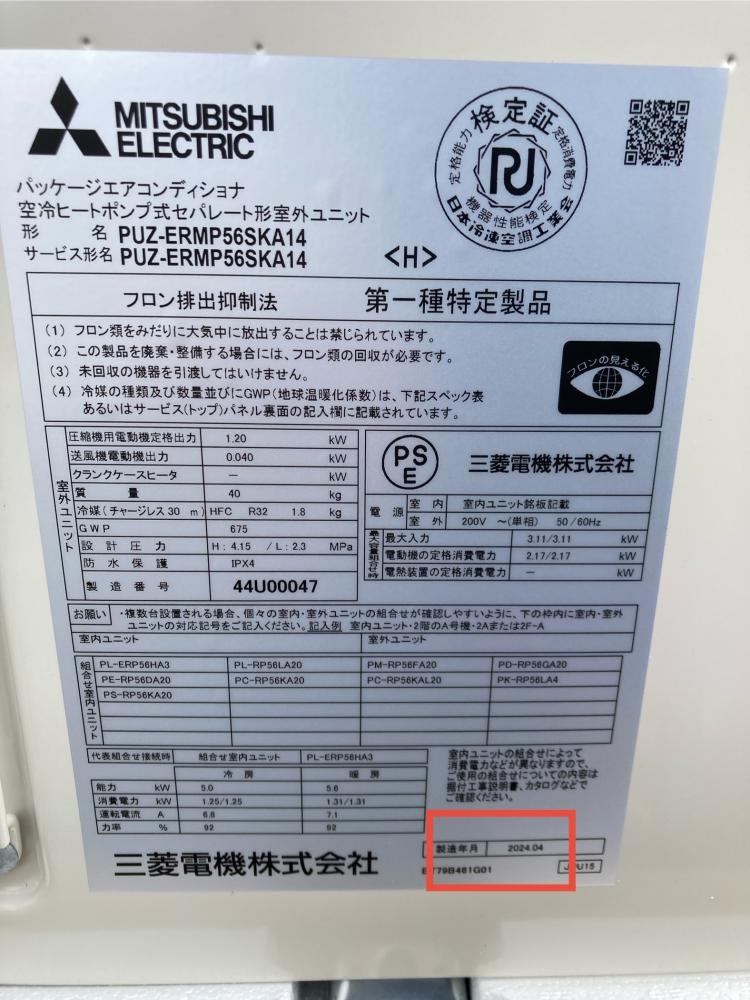 MITSUBISHI
ELECTRIC
検定証
定格能力
定格消費電力
機器性能検定
日本冷凍空調工業会
パッケージエアコンディショナ
空冷ヒートポンプ式セパレート形室外ユニット
形 名 PUZ-ERMP56SKA14
サービス形名 PUZ-ERMP56SKA14 <H>
フロン排出抑制法 第一種特定製品
(1) フロン類をみだりに大気中に放出することは禁じられています。
(2) この製品を廃棄・整備する場合には、フロン類の回収が必要です。
(3) 未回収の機器を引渡してはいけません。
(4) 冷媒の種類及び数量並びにGWP(地球温暖化係数)は、下記スペック表
あるいはサービス(トップ)パネル裏面の記入欄に記載されています。
フロンの見える化
室外ユニット
圧縮機用電動機定格出力 1.20 kW
送風機電動機出力 0.040 kW
クランクケースヒータ － kW
質 量 40 kg
冷媒(チャージレス30 m) HFC R32 1.8 kg
GWP 675
設計圧力 H:4.15 / L:2.3 MPa
防水保護 IPX4
製造番号 44U00047
PS
E
三菱電機株式会社
電源 室内 室内ユニット銘板記載
室外 200V ～(単相) 50/60Hz
最大容量組合せ時
最大入力 3.11/3.11 kW
電動機の定格消費電力 2.17/2.17 kW
電熱装置の定格消費電力 － kW
お願い ・複数台設置される場合、個々の室内・室外ユニットの組合せが確認しやすいように、下の枠内に室内・室外
ユニットの対応記号をご記入ください。記入例 室内ユニット・2階のA号機・2Aまたは2F-A
室内ユニット 室外ユニット
組合せ室内ユニット
PL-ERP56HA3 PL-RP56LA20 PM-RP56FA20 PD-RP56GA20
PE-RP56DA20 PC-RP56KA20 PC-RP56KAL20 PK-RP56LA4
PS-RP56KA20
代表組合せ接続時 組合せ室内ユニット PL-ERP56HA3
冷房 暖房
能力 kW 5.0 5.6
消費電力 kW 1.25/1.25 1.31/1.31
運転電流 A 6.8 7.1
力率 % 92 92
室内ユニットの組合せによって
消費電力などが異なりますので、
ご使用の組合せについての内容は
据付工事説明書、カタログなどで
ご確認ください。
三菱電機株式会社
製造年月 2024.04
BT79B461G01